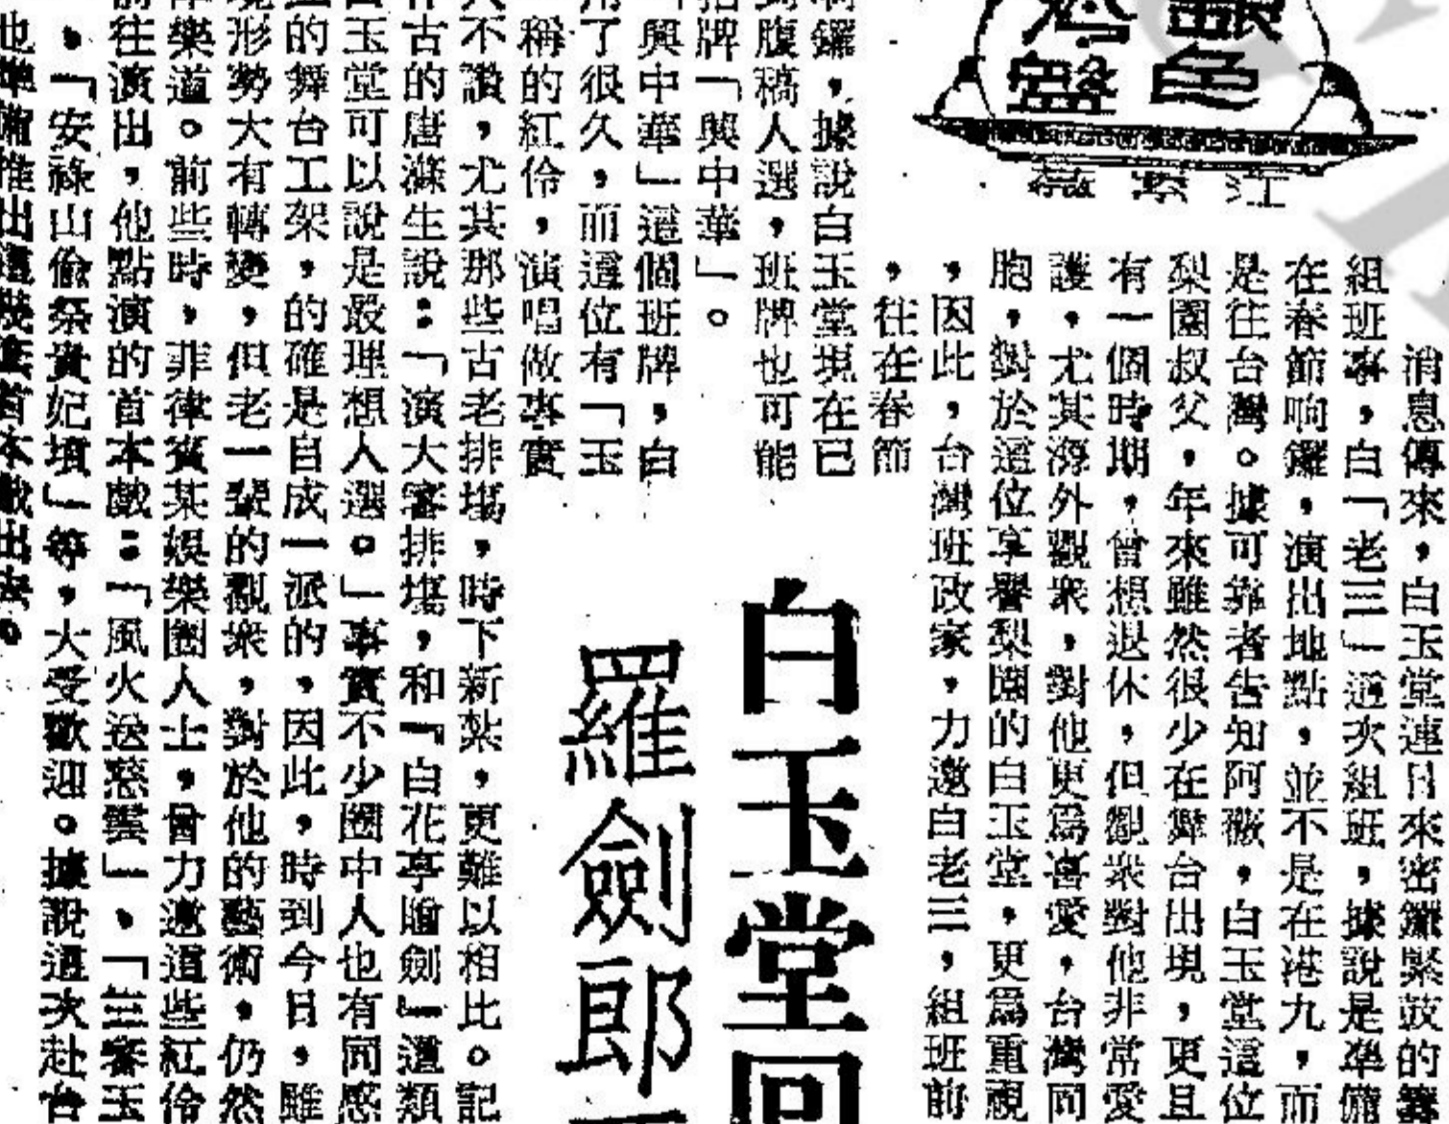 銀色
江紫薇
消息傳來，白玉堂連日來密鑼緊鼓的籌
組班事，白「老三」這次組班，據說是準備
在春節响鑼，演出地點，並不是在港九，而
是往台灣。據可靠者告知阿薇，白玉堂這位
梨園叔父，年來雖然很少在舞台出現，更且
有一個時期，曾想退休，但觀衆對他非常愛
護，尤其海外觀衆，對他更爲喜愛，台灣同
胞，對於這位享譽梨園的白玉堂，更爲重視
，因此，台灣班政家，力邀白老三，組班前
，往在春節
鑼，據說白玉堂現在已
腹稿人選，班牌也可能
招牌「興中華」。
「興中華」這個班牌，白
用了很久，而這位有「玉
稱的紅伶，演唱做事實
白玉堂回
羅劍郎
人不讚，尤其那些古老排塲，時下新紥，更難以相比。記
古的唐滌生說：「演大審排塲，和『白花亭贈劍」這類
白玉堂可以說是最理想人選。」事實不少圈中人也有同感
的舞台工架，的確是自成一派的，因此，時到今日，雖
形勢大有轉變，但老一輩的觀衆，對於他的藝術，仍然
樂道。前些時，菲律賓某娛樂圈人士，曾力邀這些紅伶
前往演出，他點演的首本戲：「風火送慈雲」、「三審玉
，「安祿山偷祭貴妃墳」等，大受歡迎。據說這次赴台
也準備推出這幾套首本戲出去。